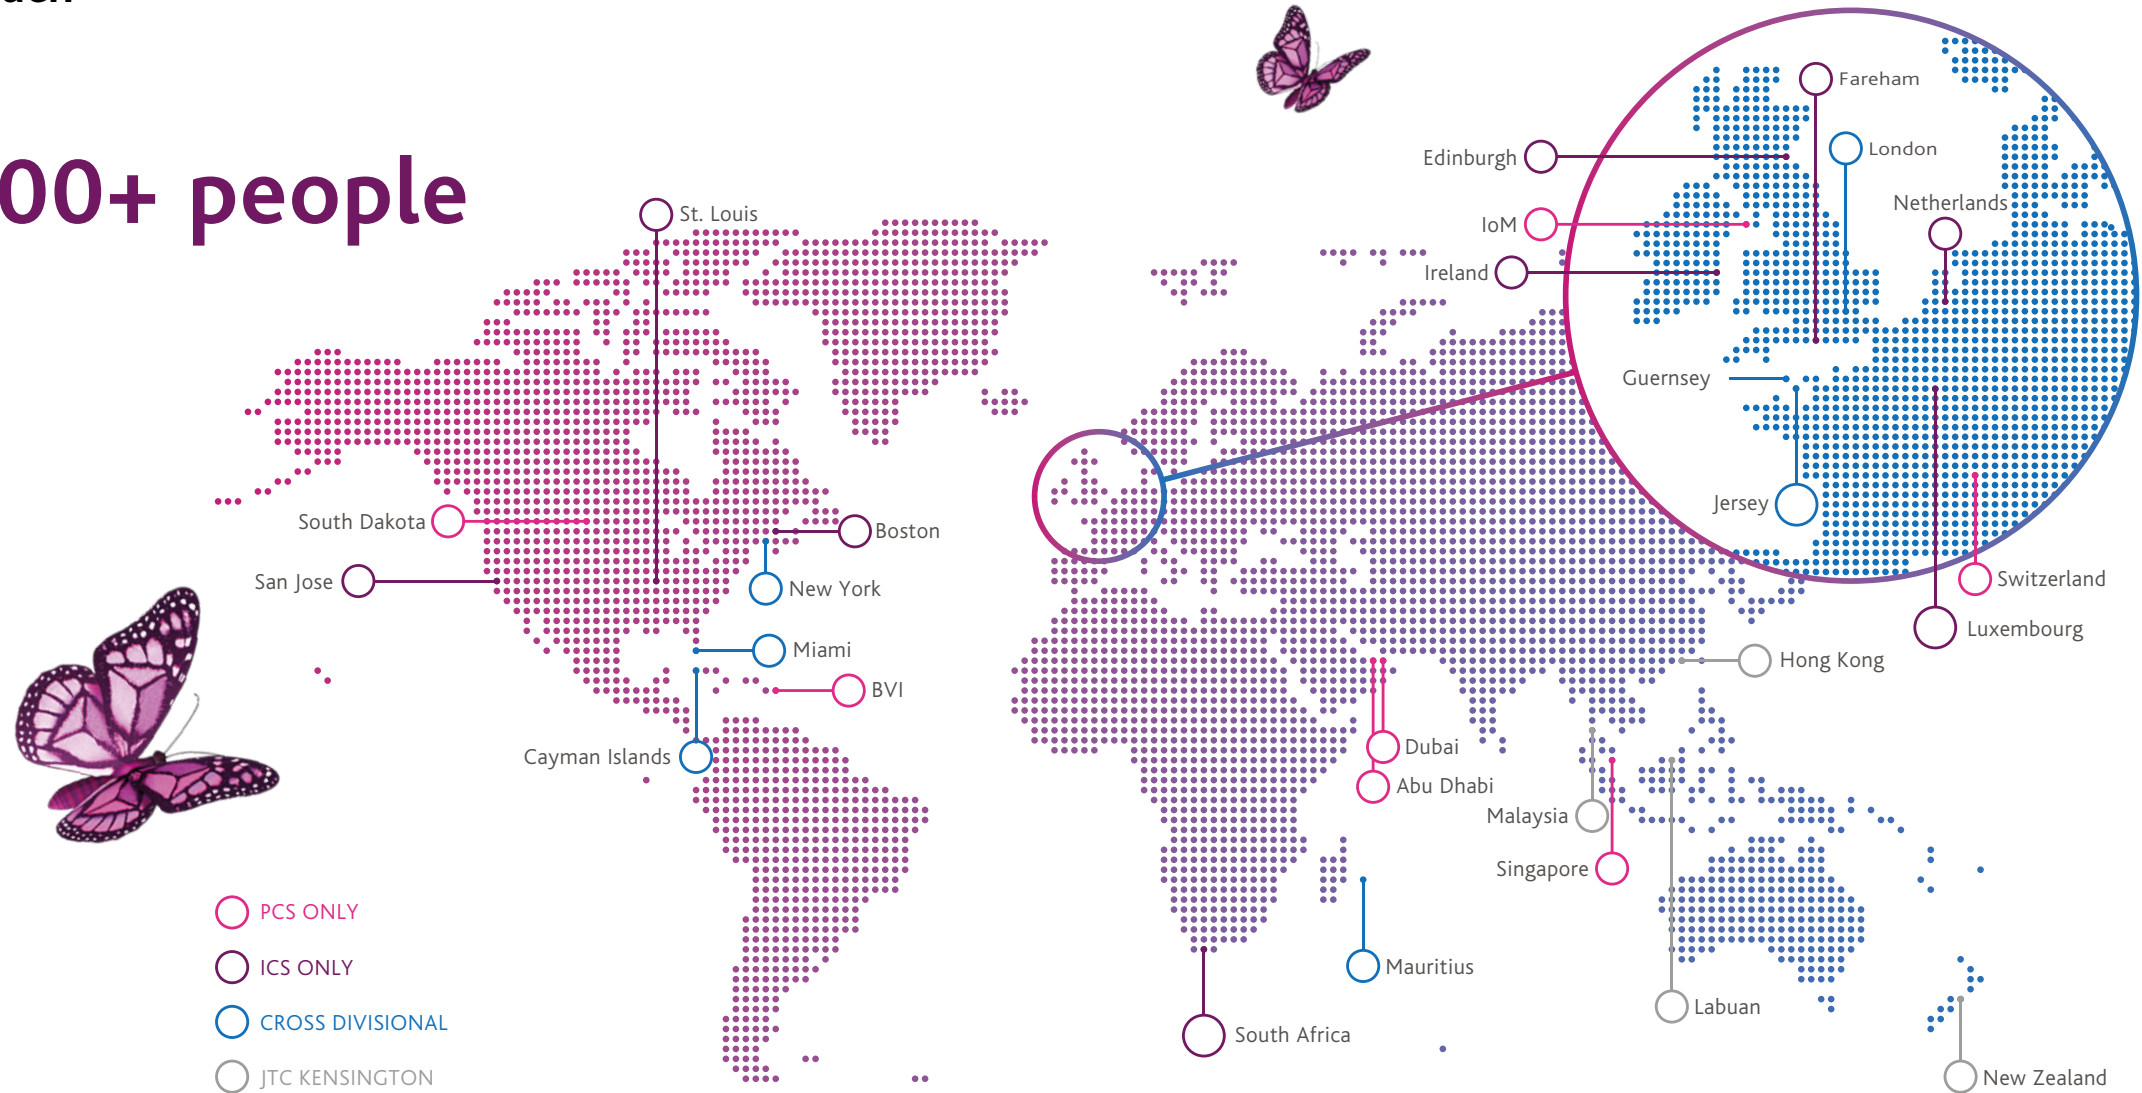 00+ people
Fareham
London
Edinburgh
Netherlands
St. Louis
IoM
Ireland
Guernsey
Jersey
South Dakota
Boston
San Jose
New York
Switzerland
Luxembourg
Miami
Hong Kong
BVI
Cayman Islands
Dubai
Abu Dhabi
Malaysia
Singapore
PCS ONLY
ICS ONLY
Mauritius
Labuan
CROSS DIVISIONAL
South Africa
JTC KENSINGTON
New Zealand